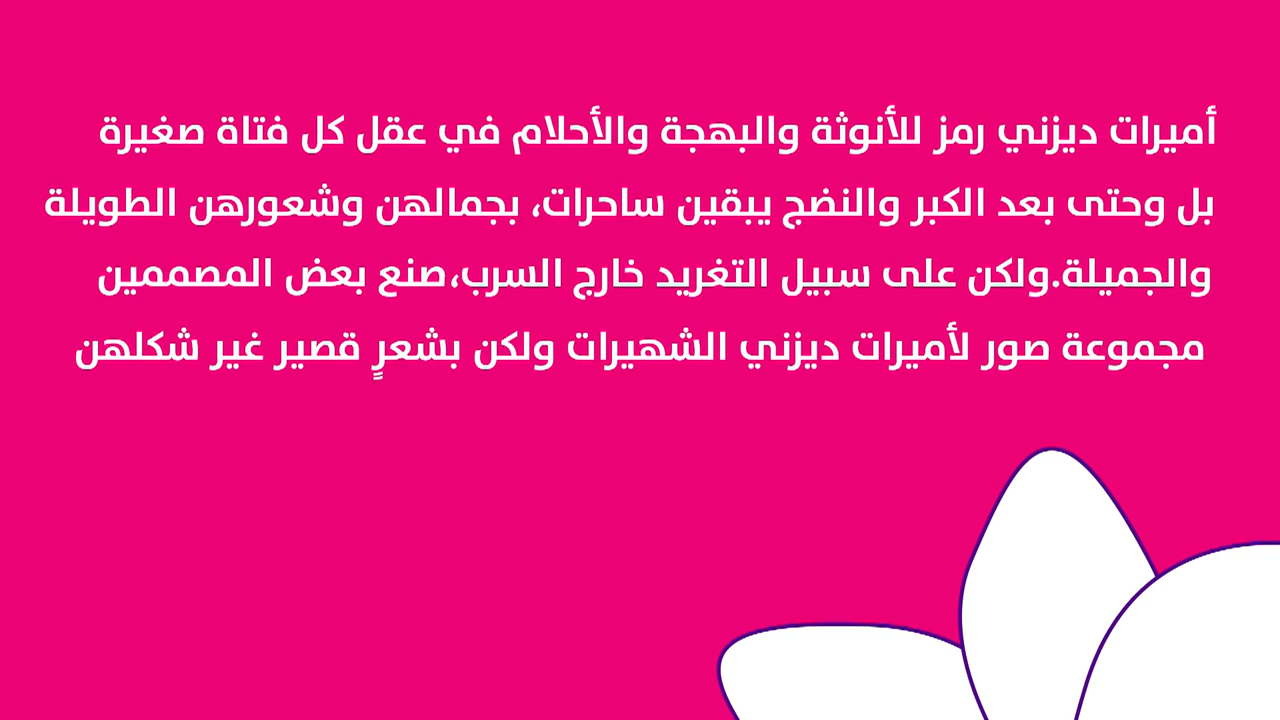 أميرات ديزني رمز للأنوثة والبهجة والأحلام في عقل كل فتاة صغيرة
بل وحتى بعد الكبر والنضج يبقين ساحرات، بجمالهن وشعورهن الطويلة
والجميلة.ولكن على سبيل التغريد خارج السرب،صنع بعض المصممين
مجموعة صور لأميرات ديزني الشهيرات ولكن بشعرٍ قصير غير شكلهن